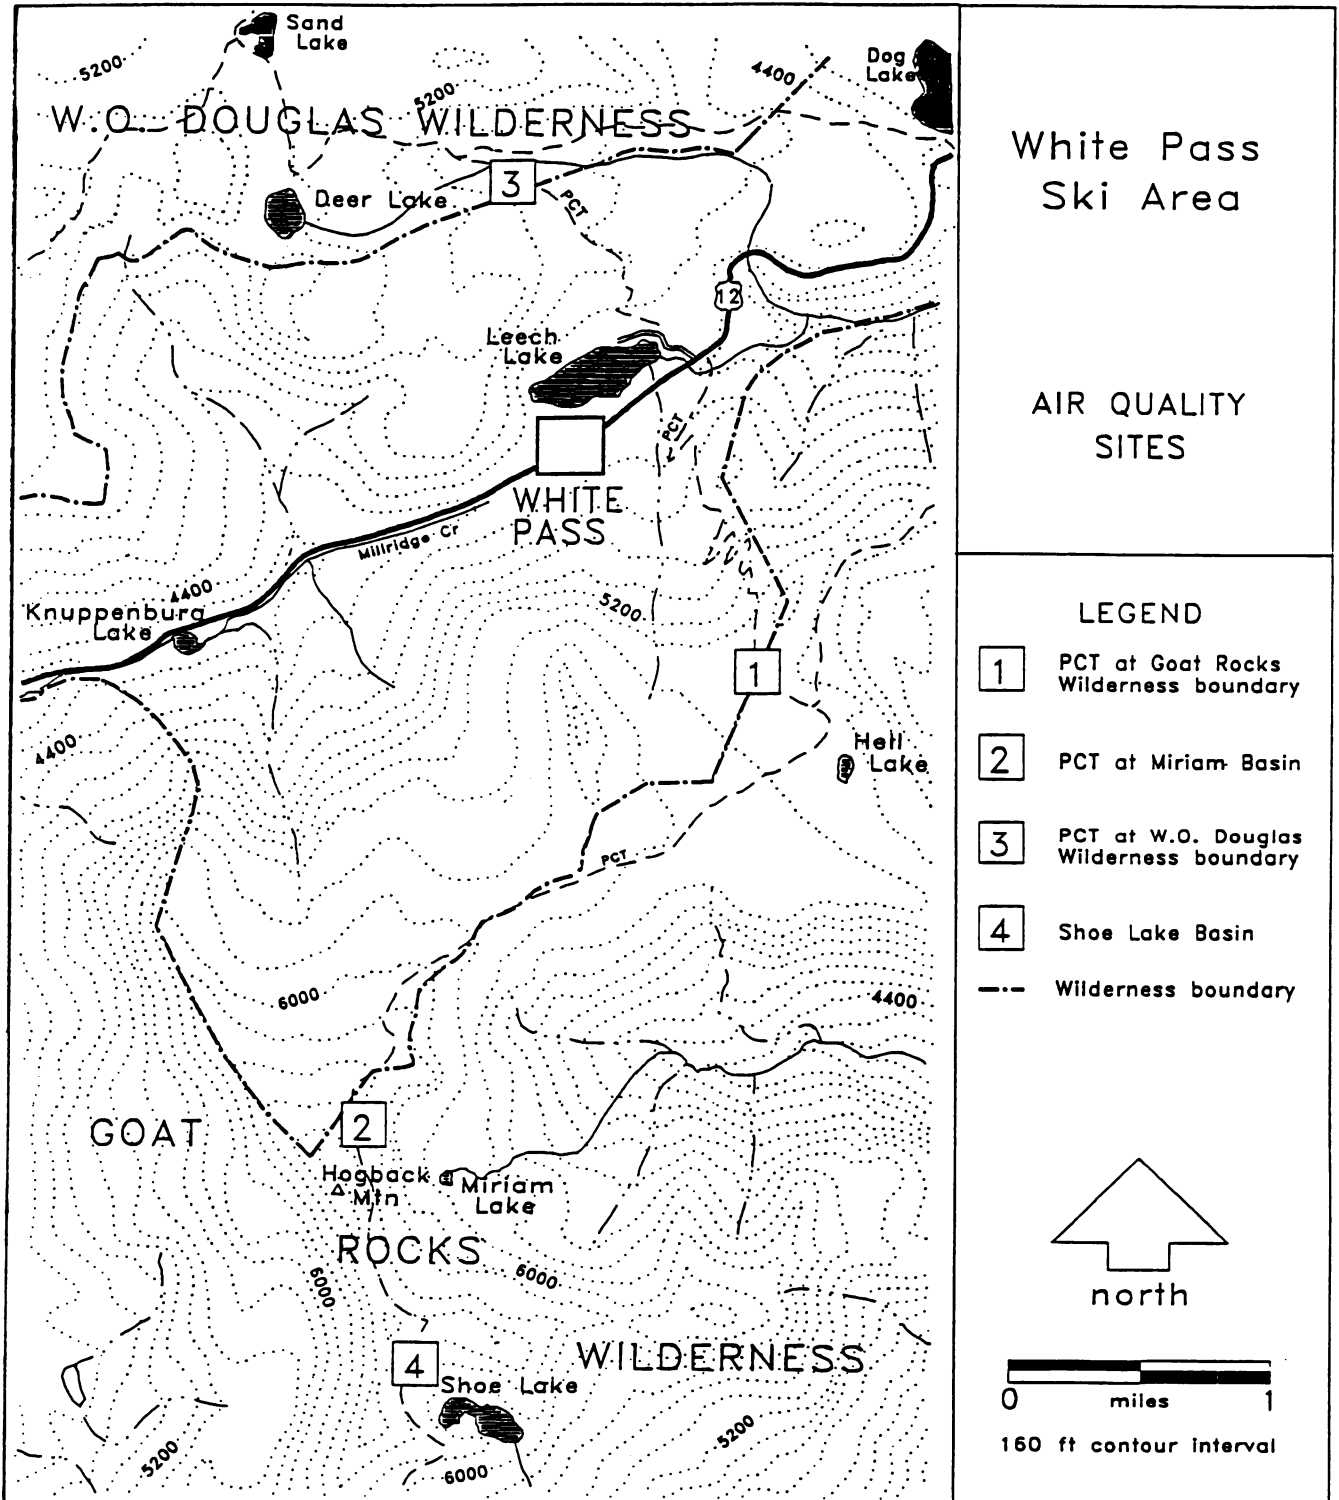 Sand
Lake
5200
Dog
Lake
4400
5200
W.O. DOUGLAS WILDERNESS
3
Deer Lake
PCT
12
Leech
Lake
PCT
WHITE
PASS
Millridge Cr
4400
Knuppenburg
Lake
5200
1
4400
Hell
Lake
PCT
6000
4400
GOAT
2
Hogback
Mtn
Miriam
Lake
ROCKS
6000
6000
WILDERNESS
4
Shoe Lake
5200
5200
6000
White Pass
Ski Area
AIR QUALITY
SITES
LEGEND
1 PCT at Goat Rocks
Wilderness boundary
2 PCT at Miriam Basin
3 PCT at W.O. Douglas
Wilderness boundary
4 Shoe Lake Basin
Wilderness boundary
north
0 miles 1
160 ft contour interval